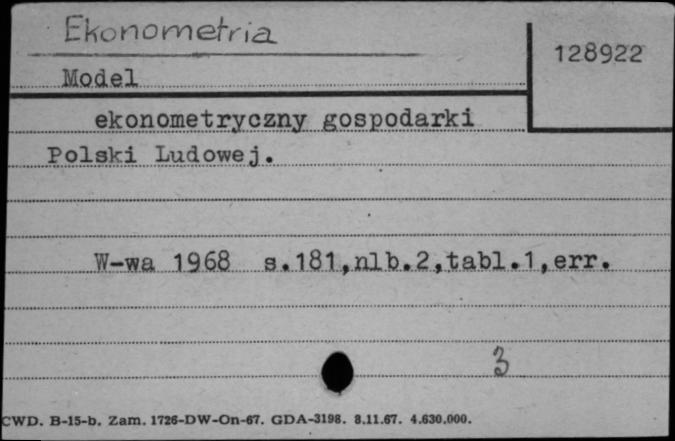 Ekonometria
128922
Model
ekonometryczny gospodarki
Polski Ludowej.
W-wa 1968 s.181,nlb.2,tabl.1,err.
3
CWD. B-15-b. Zam. 1726-DW-On-67. GDA-3198. 8.11.67. 4.630.000.